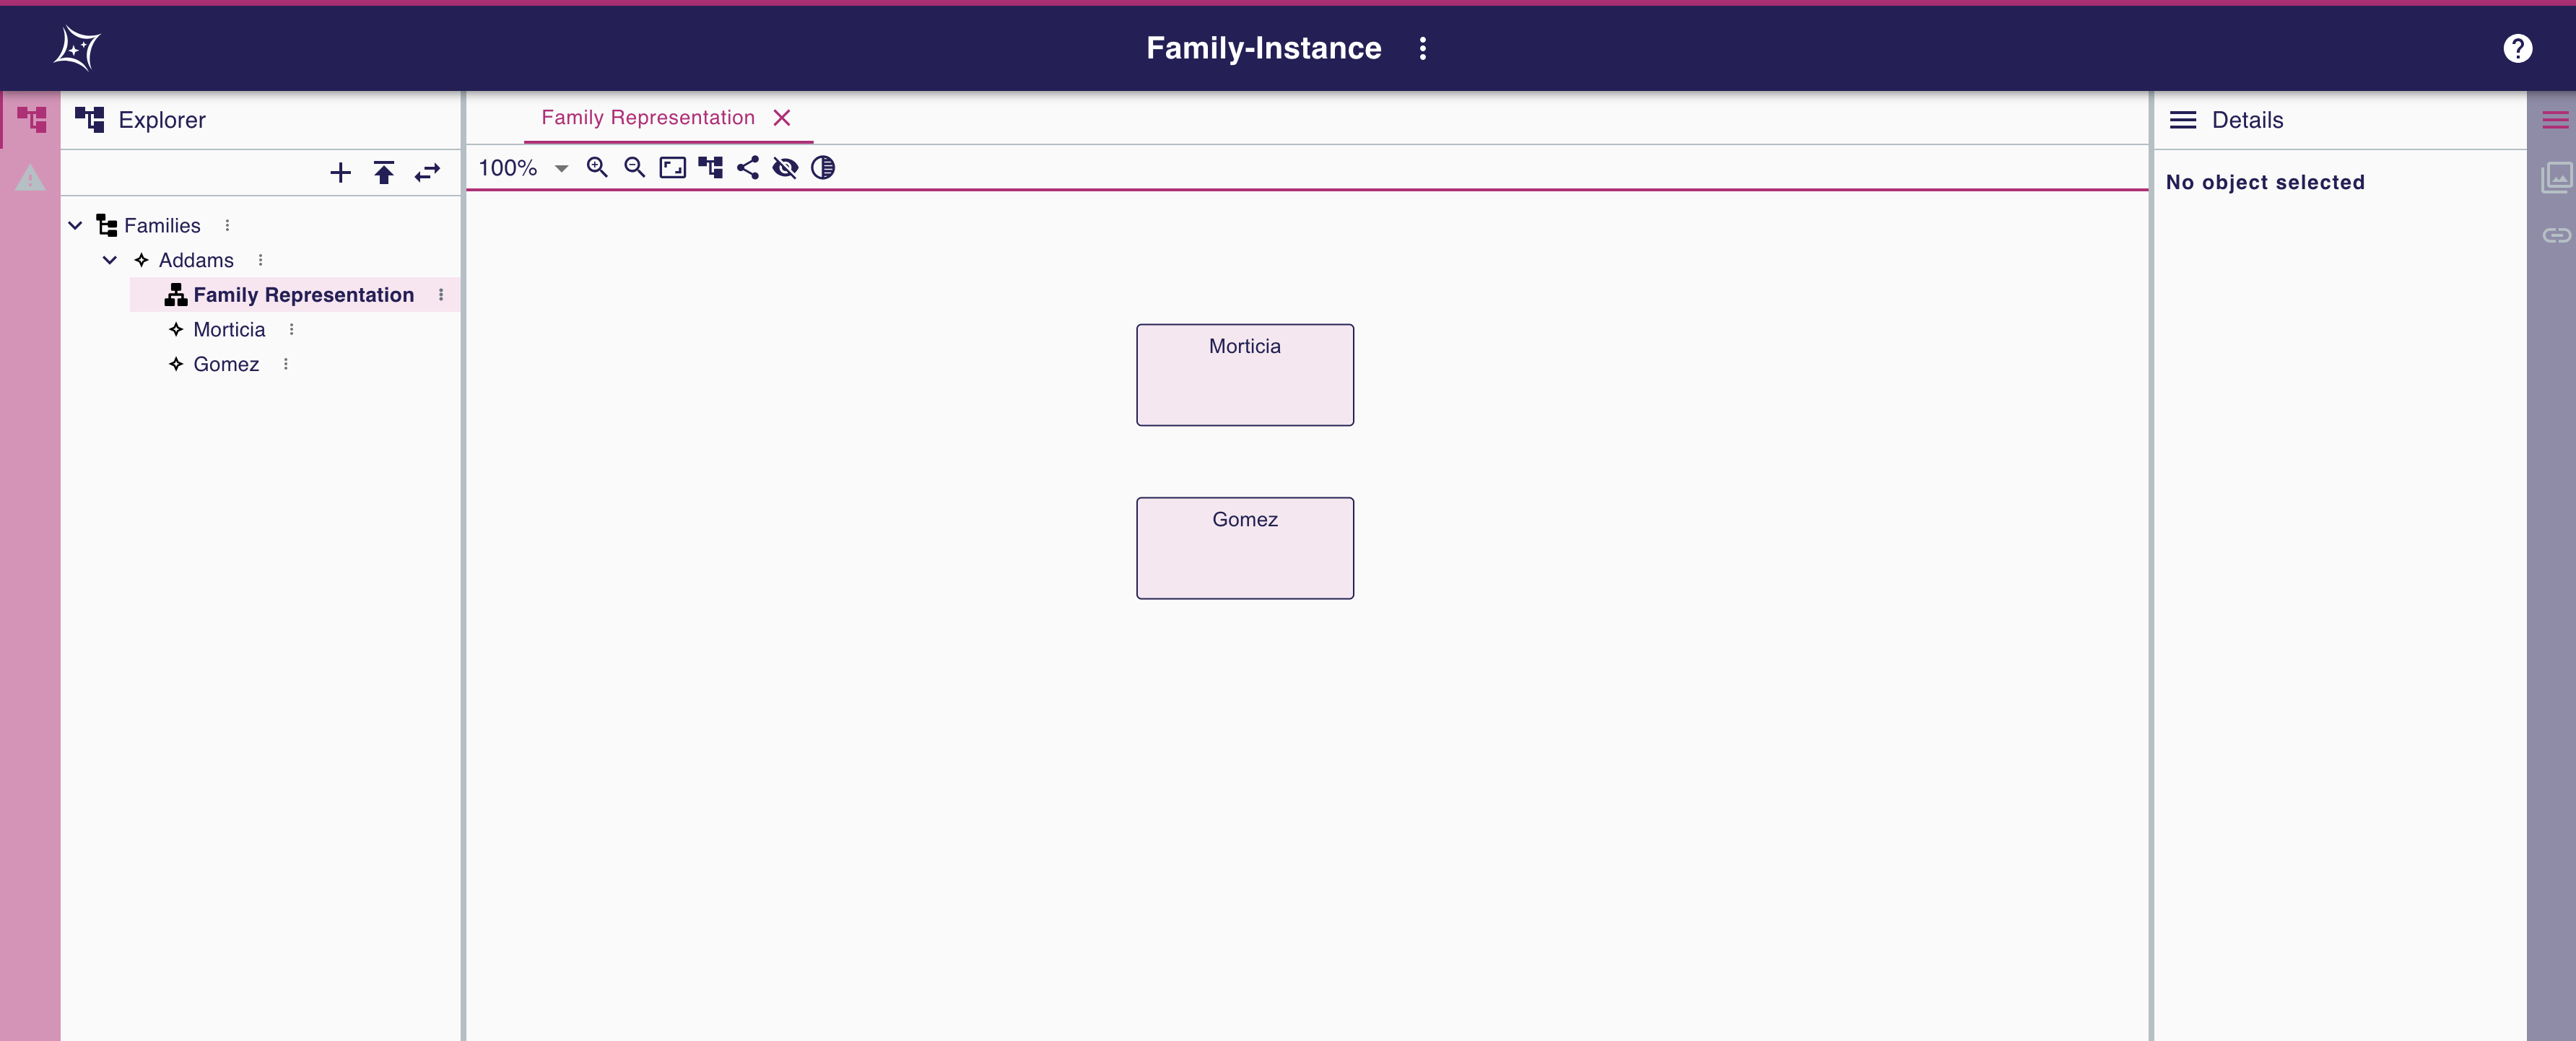 Family-Instance
Explorer
Family Representation
Details
100%
No object selected
Families
Addams
Family Representation
Morticia
Gomez
Morticia
Gomez